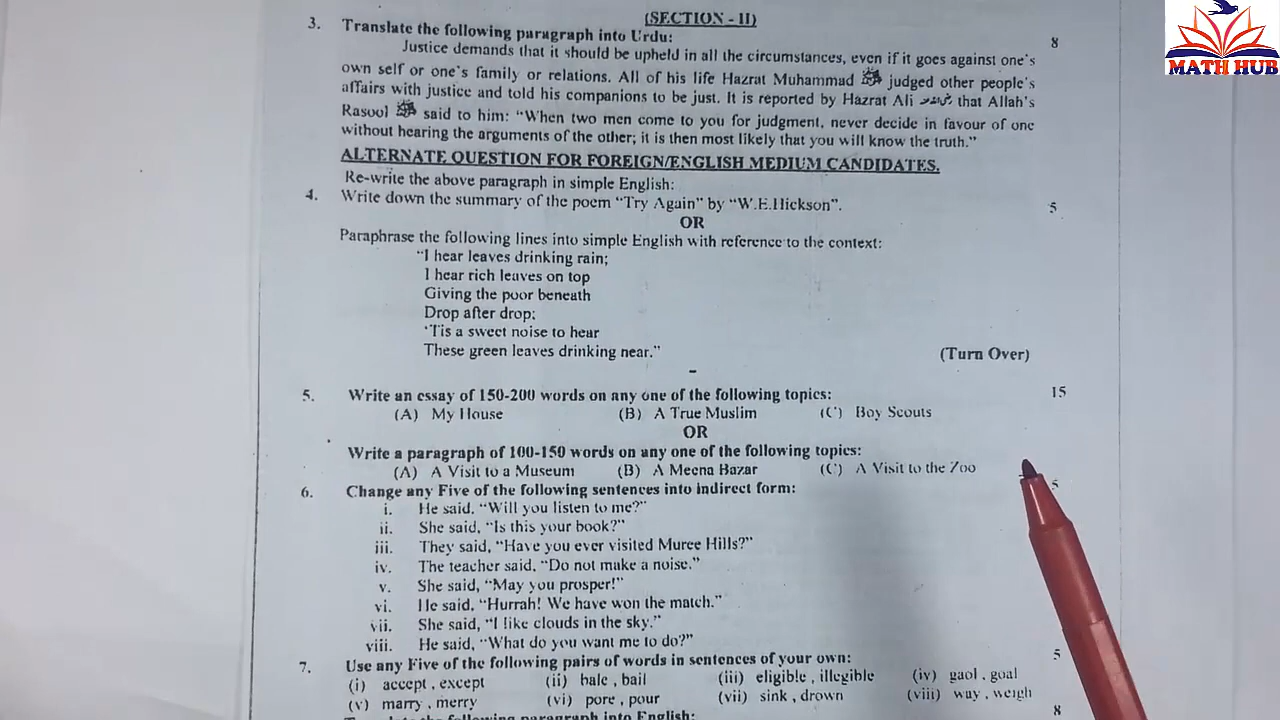 (SECTION - II)
3. Translate the following paragraph into Urdu: 8
Justice demands that it should be upheld in all the circumstances, even if it goes against one's
own self or one's family or relations. All of his life Hazrat Muhammad ﷺ judged other people's
affairs with justice and told his companions to be just. It is reported by Hazrat Ali that Allah's
Rasool ﷺ said to him: “When two men come to you for judgment, never decide in favour of one
without hearing the arguments of the other; it is then most likely that you will know the truth.”
ALTERNATE QUESTION FOR FOREIGN/ENGLISH MEDIUM CANDIDATES.
Re-write the above paragraph in simple English:
4. Write down the summary of the poem “Try Again” by “W.E.Hickson”. 5
OR
Paraphrase the following lines into simple English with reference to the context:
“I hear leaves drinking rain;
I hear rich leaves on top
Giving the poor beneath
Drop after drop;
'Tis a sweet noise to hear
These green leaves drinking near.”
(Turn Over)
5. Write an essay of 150-200 words on any one of the following topics: 15
(A) My House (B) A True Muslim (C) Boy Scouts
OR
Write a paragraph of 100-150 words on any one of the following topics:
(A) A Visit to a Museum (B) A Meena Bazar (C) A Visit to the Zoo
6. Change any Five of the following sentences into indirect form: 5
i. He said, “Will you listen to me?”
ii. She said, “Is this your book?”
iii. They said, “Have you ever visited Muree Hills?”
iv. The teacher said, “Do not make a noise.”
v. She said, “May you prosper!”
vi. He said, “Hurrah! We have won the match.”
vii. She said, “I like clouds in the sky.”
viii. He said, “What do you want me to do?”
7. Use any Five of the following pairs of words in sentences of your own: 5
(i) accept , except (ii) bale , bail (iii) eligible , illegible (iv) gaol , goal
(v) marry , merry (vi) pore , pour (vii) sink , drown (viii) way , weigh
the following paragraph into English: 8
MATH HUB